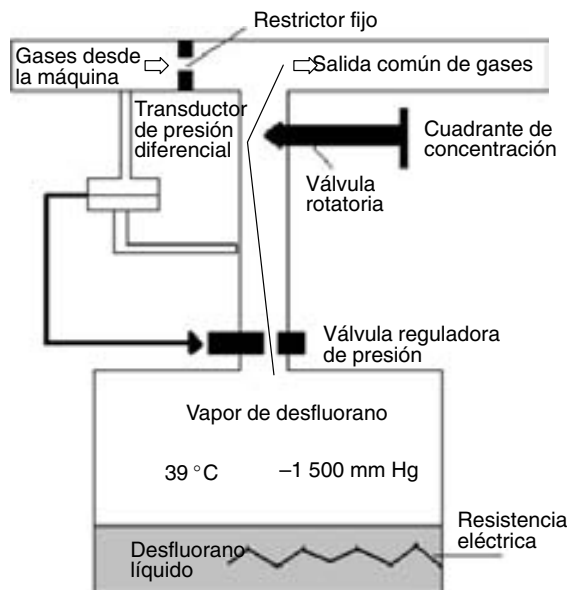 Restrictor fijo
Gases desde
la máquina
Salida común de gases
Transductor
de presión
diferencial
Cuadrante de
concentración
Válvula
rotatoria
Válvula reguladora
de presión
Vapor de desfluorano
39 °C
–1 500 mm Hg
Resistencia
eléctrica
Desfluorano
líquido